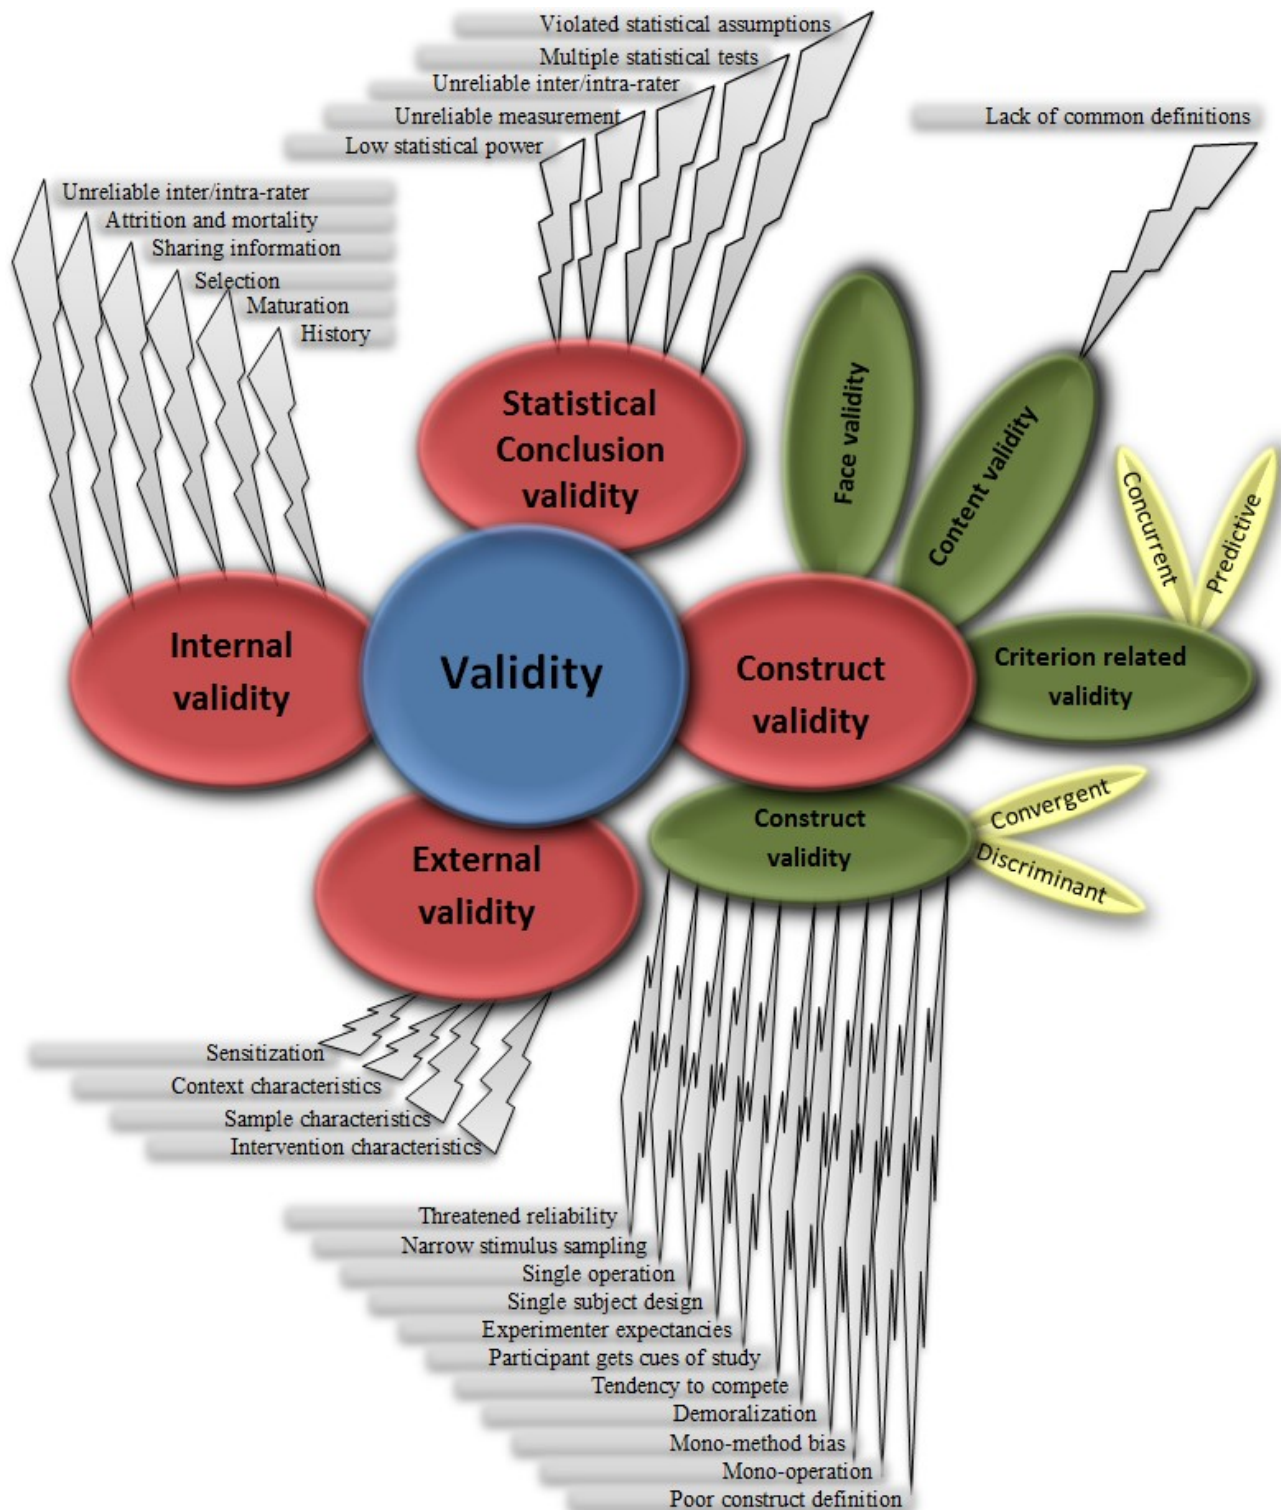 Violated statistical assumptions
Multiple statistical tests
Unreliable inter/intra-rater
Unreliable measurement
Low statistical power
Lack of common definitions
Unreliable inter/intra-rater
Attrition and mortality
Sharing information
Selection
Maturation
History
Statistical
Conclusion
validity
Face validity
Content validity
Concurrent
Predictive
Internal
validity
Validity
Construct
validity
Criterion related
validity
External
validity
Construct
validity
Convergent
Discriminant
Sensitization
Context characteristics
Sample characteristics
Intervention characteristics
Threatened reliability
Narrow stimulus sampling
Single operation
Single subject design
Experimenter expectancies
Participant gets cues of study
Tendency to compete
Demoralization
Mono-method bias
Mono-operation
Poor construct definition